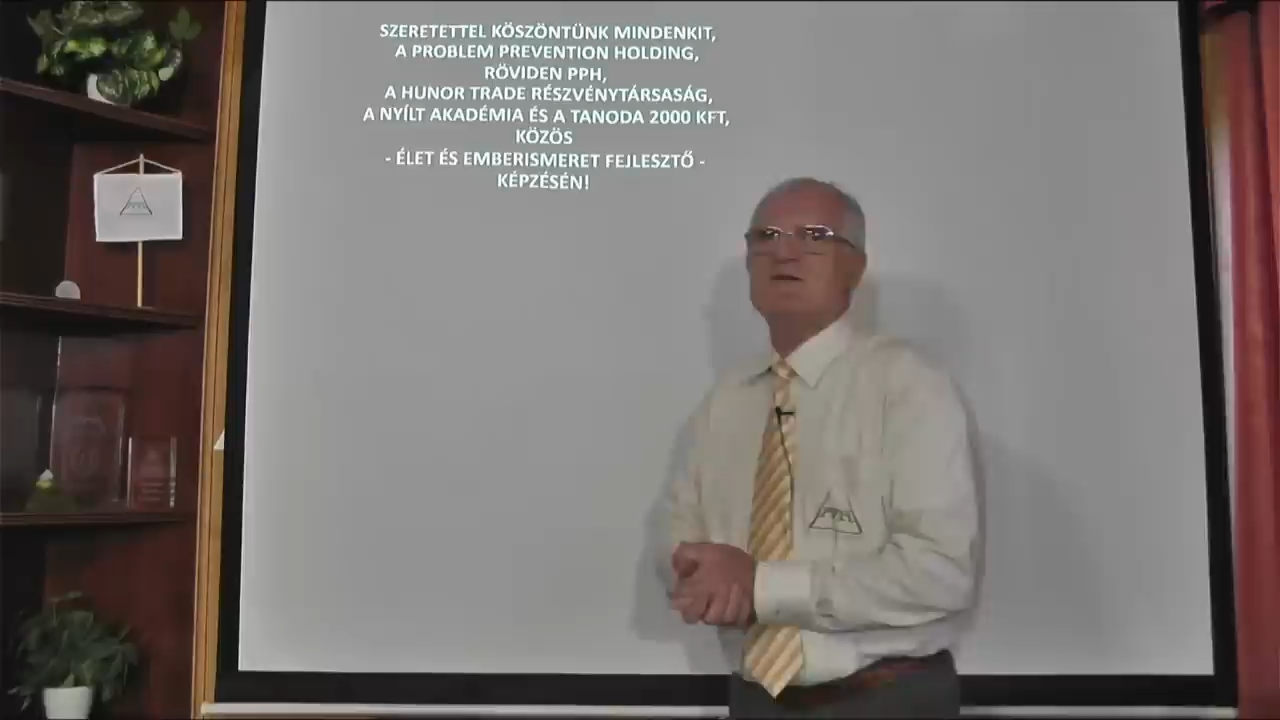 SZERETETTEL KÖSZÖNTÜNK MINDENKIT,
A PROBLEM PREVENTION HOLDING,
RÖVIDEN PPH,
A HUNOR TRADE RÉSZVÉNYTÁRSASÁG,
A NYÍLT AKADÉMIA ÉS A TANODA 2000 KFT,
KÖZÖS
- ÉLET ÉS EMBERISMERET FEJLESZTŐ -
KÉPZÉSÉN!